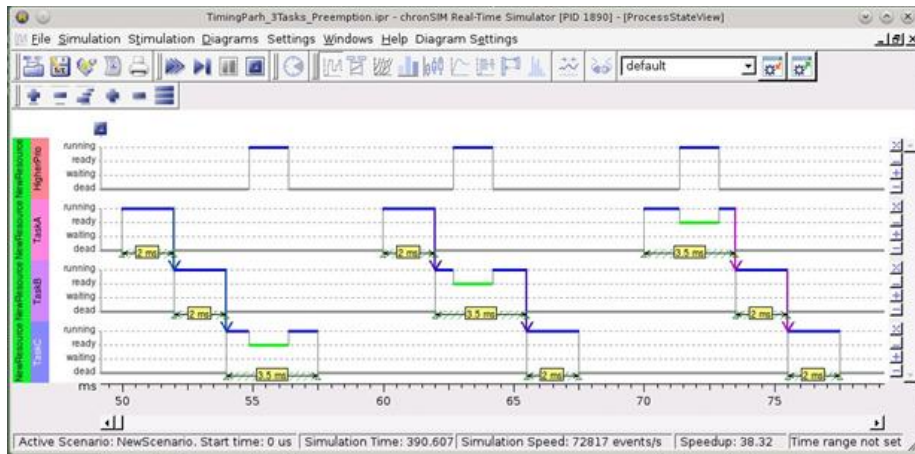 TimingParh_3Tasks_Preemption.ipr - chronSIM Real-Time Simulator [PID 1890] - [ProcessStateView]
File Simulation Stimulation Diagrams Settings Windows Help Diagram Settings
default
NewResource NewResource NewResource NewResource
HigherPrio
running
ready
waiting
dead
TaskA
running
ready
waiting
dead
2 ms
2 ms
3.5 ms
TaskB
running
ready
waiting
dead
2 ms
3.5 ms
2 ms
TaskC
running
ready
waiting
dead
3.5 ms
2 ms
2 ms
ms
50 55 60 65 70 75
Active Scenario: NewScenario. Start time: 0 us Simulation Time: 390.607 Simulation Speed: 72817 events/s Speedup: 38.32 Time range not set